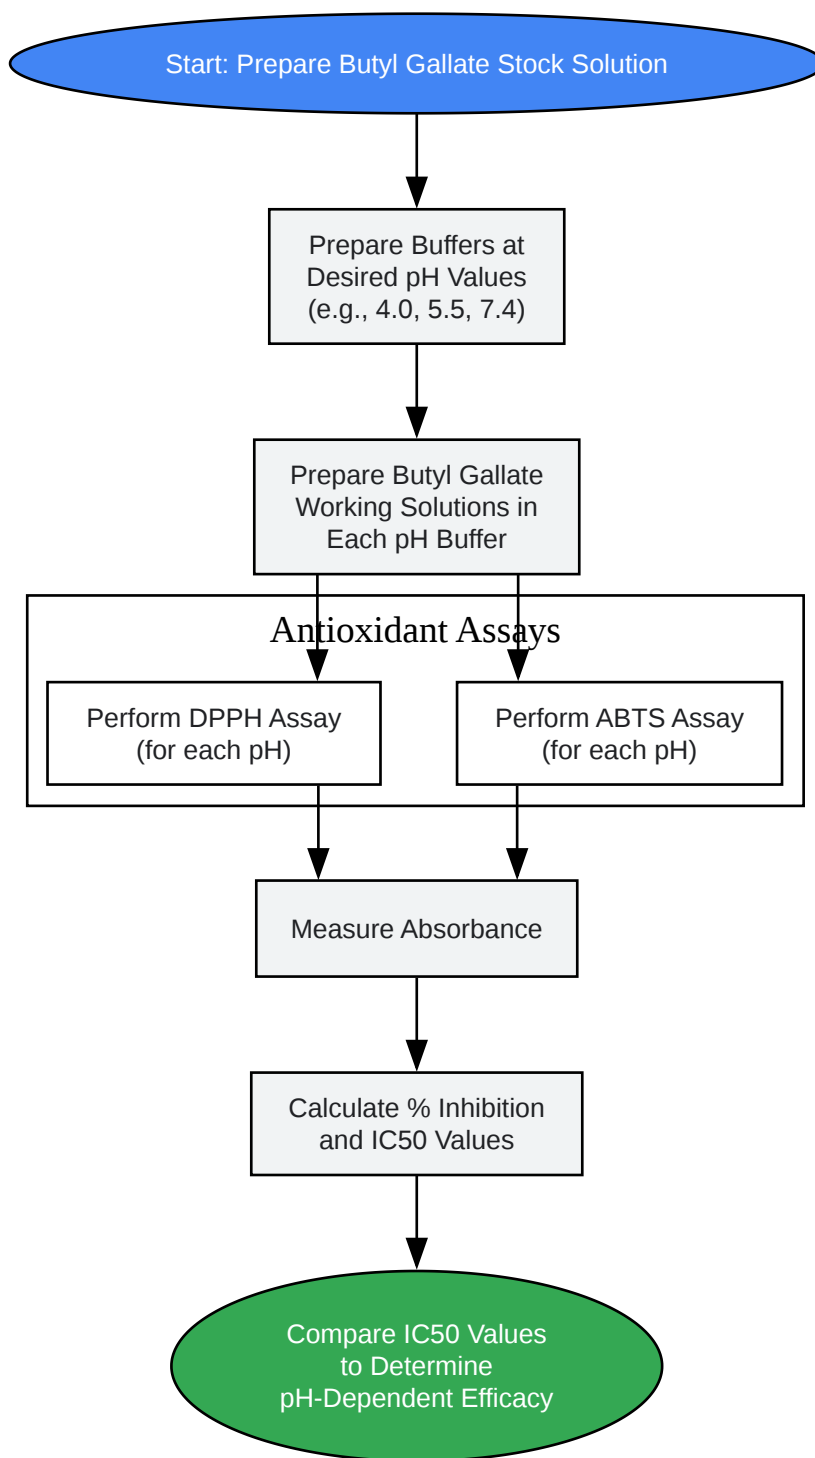 Start: Prepare Butyl Gallate Stock Solution
Prepare Buffers at
Desired pH Values
(e.g., 4.0, 5.5, 7.4)
Prepare Butyl Gallate
Working Solutions in
Each pH Buffer
Antioxidant Assays
Perform DPPH Assay
(for each pH)
Perform ABTS Assay
(for each pH)
Measure Absorbance
Calculate % Inhibition
and IC50 Values
Compare IC50 Values
to Determine
pH-Dependent Efficacy